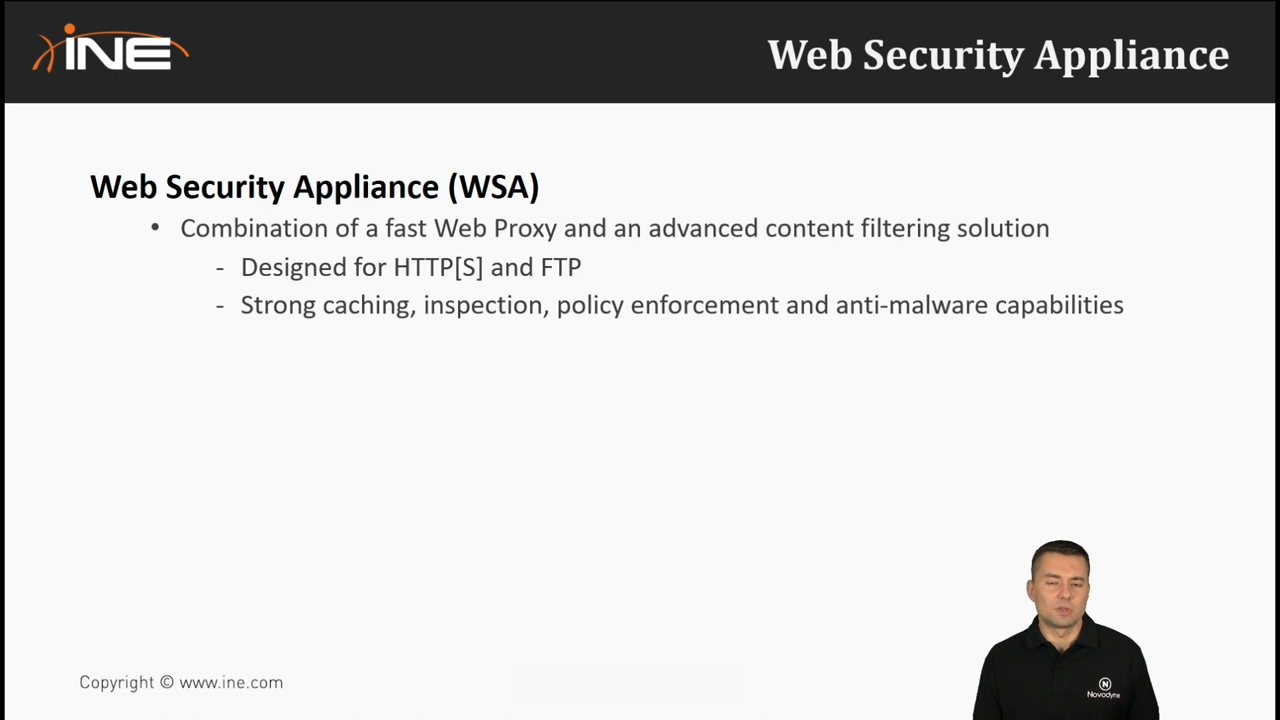 iNE
Web Security Appliance
Web Security Appliance (WSA)
• Combination of a fast Web Proxy and an advanced content filtering solution
- Designed for HTTP[S] and FTP
- Strong caching, inspection, policy enforcement and anti-malware capabilities
N
Novodyne
Copyright © www.ine.com